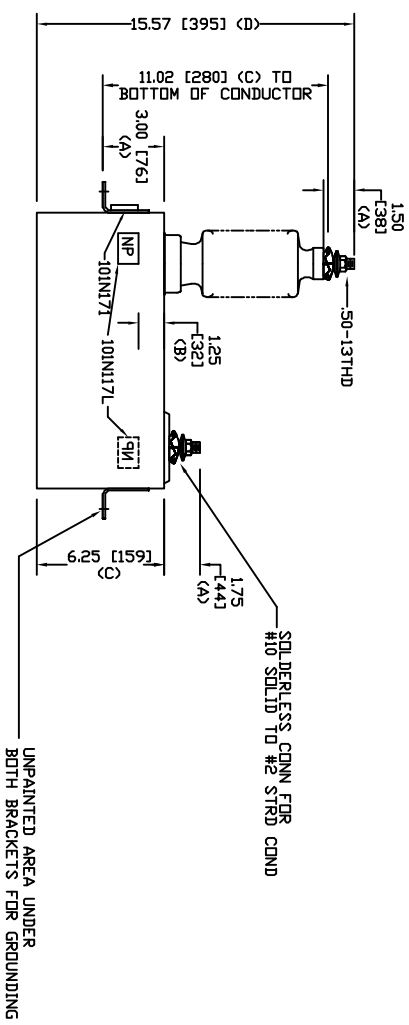 15.57 [395] (D)
11.02 [280] (C) TO
BOTTOM OF CONDUCTOR
3.00 [76]
(A)
1.50
[38]
(A)
.50-13THD
NP
101N171
101N117L
1.25
[32]
(B)
NP
6.25 [159]
(C)
1.75
[44]
(A)
SOLDERLESS CONN FOR
#10 SOLID TO #2 STRD COND
UNPAINTED AREA UNDER
BOTH BRACKETS FOR GROUNDING